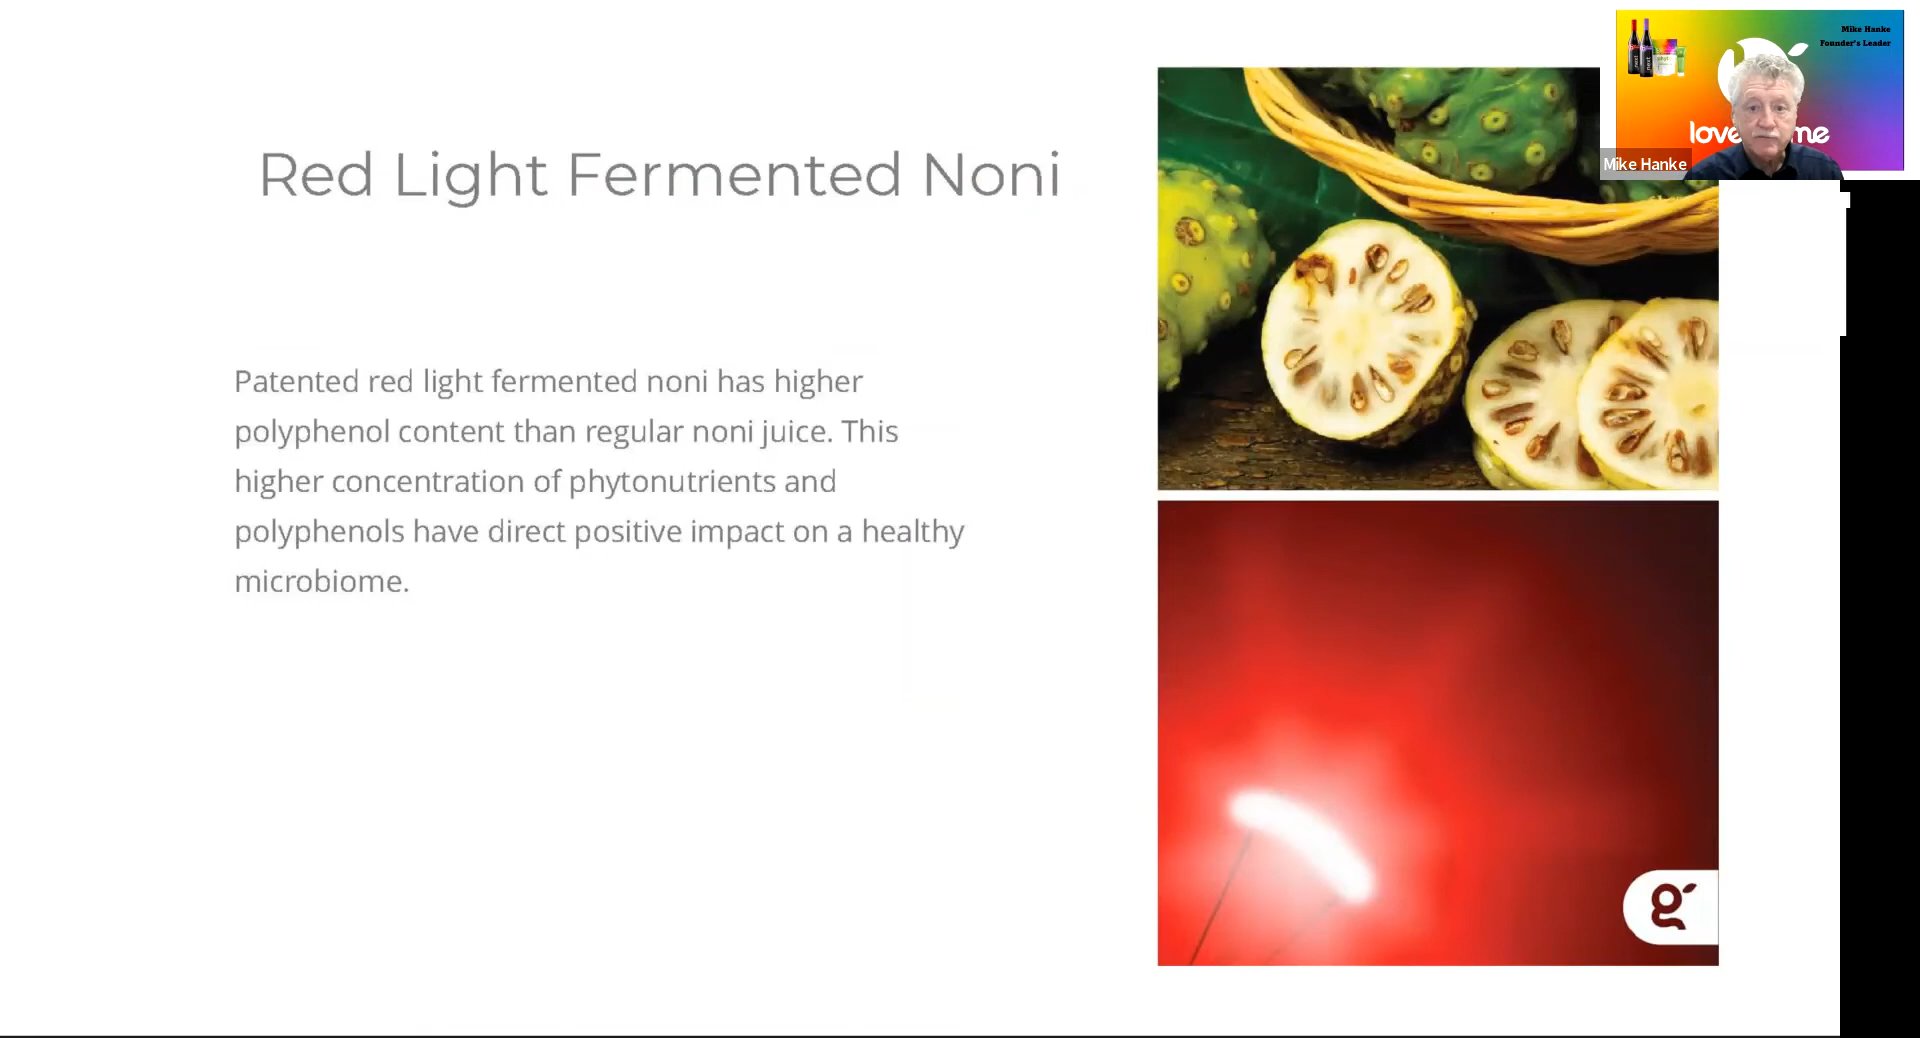 Mike Hanke
Founder's Leader
Mike Hanke
Red Light Fermented Noni
Patented red light fermented noni has higher
polyphenol content than regular noni juice. This
higher concentration of phytonutrients and
polyphenols have direct positive impact on a healthy
microbiome.
g